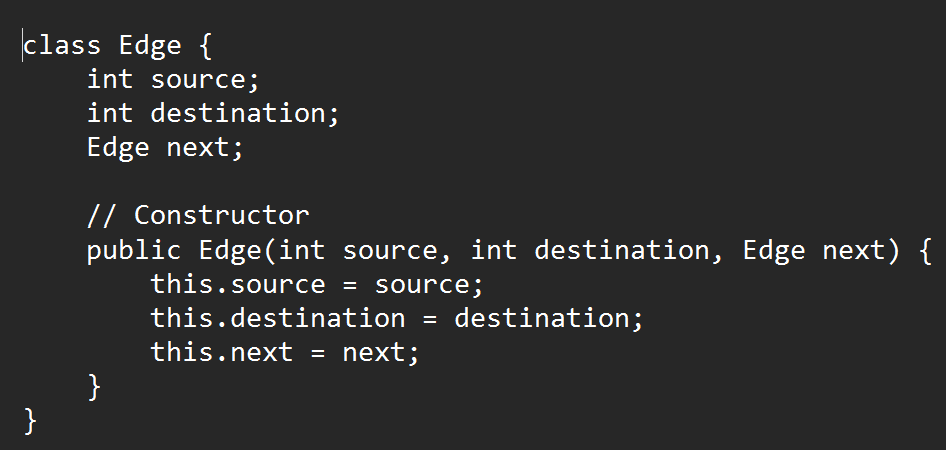 class Edge {
    int source;
    int destination;
    Edge next;

    // Constructor
    public Edge(int source, int destination, Edge next) {
        this.source = source;
        this.destination = destination;
        this.next = next;
    }
}